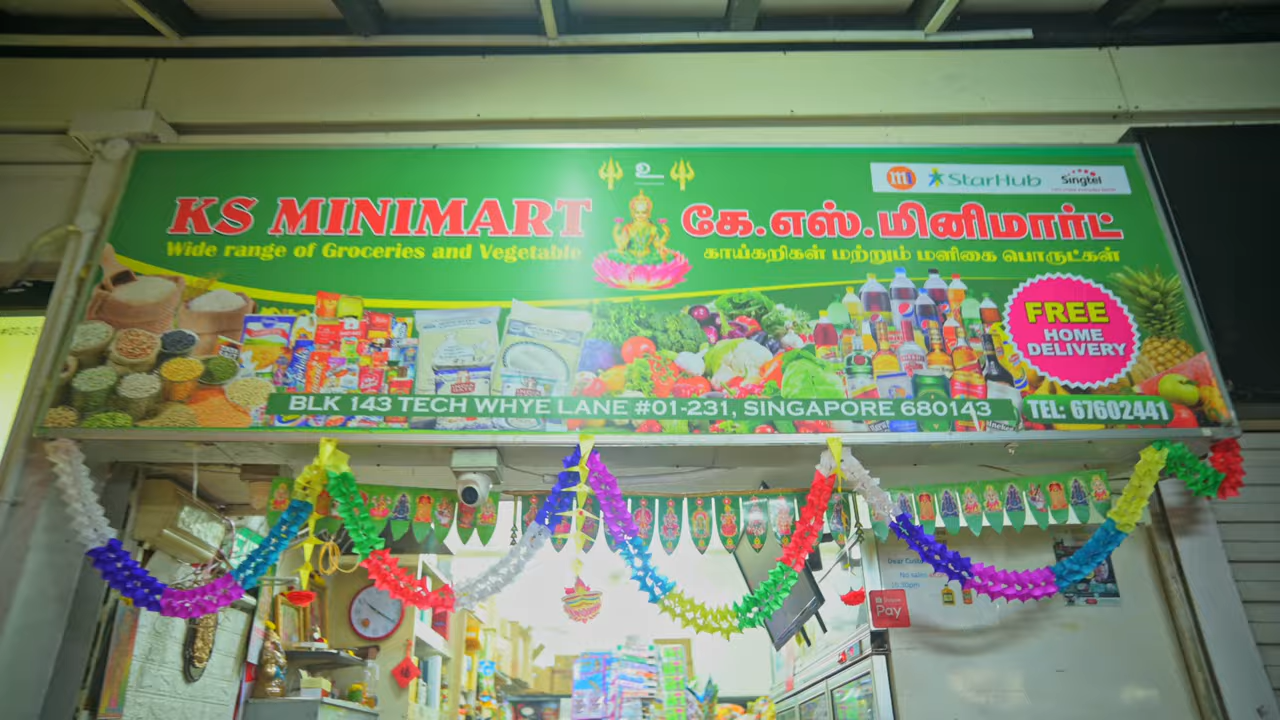 உ
m1 StarHub Singtel
KS MINIMART
கே.எஸ்.மினிமார்ட்
Wide range of Groceries and Vegetable
காய்கறிகள் மற்றும் மளிகை பொருட்கள்
FREE
HOME
DELIVERY
BLK 143 TECH WHYE LANE #01-231, SINGAPORE 680143
TEL: 67602441
Pay